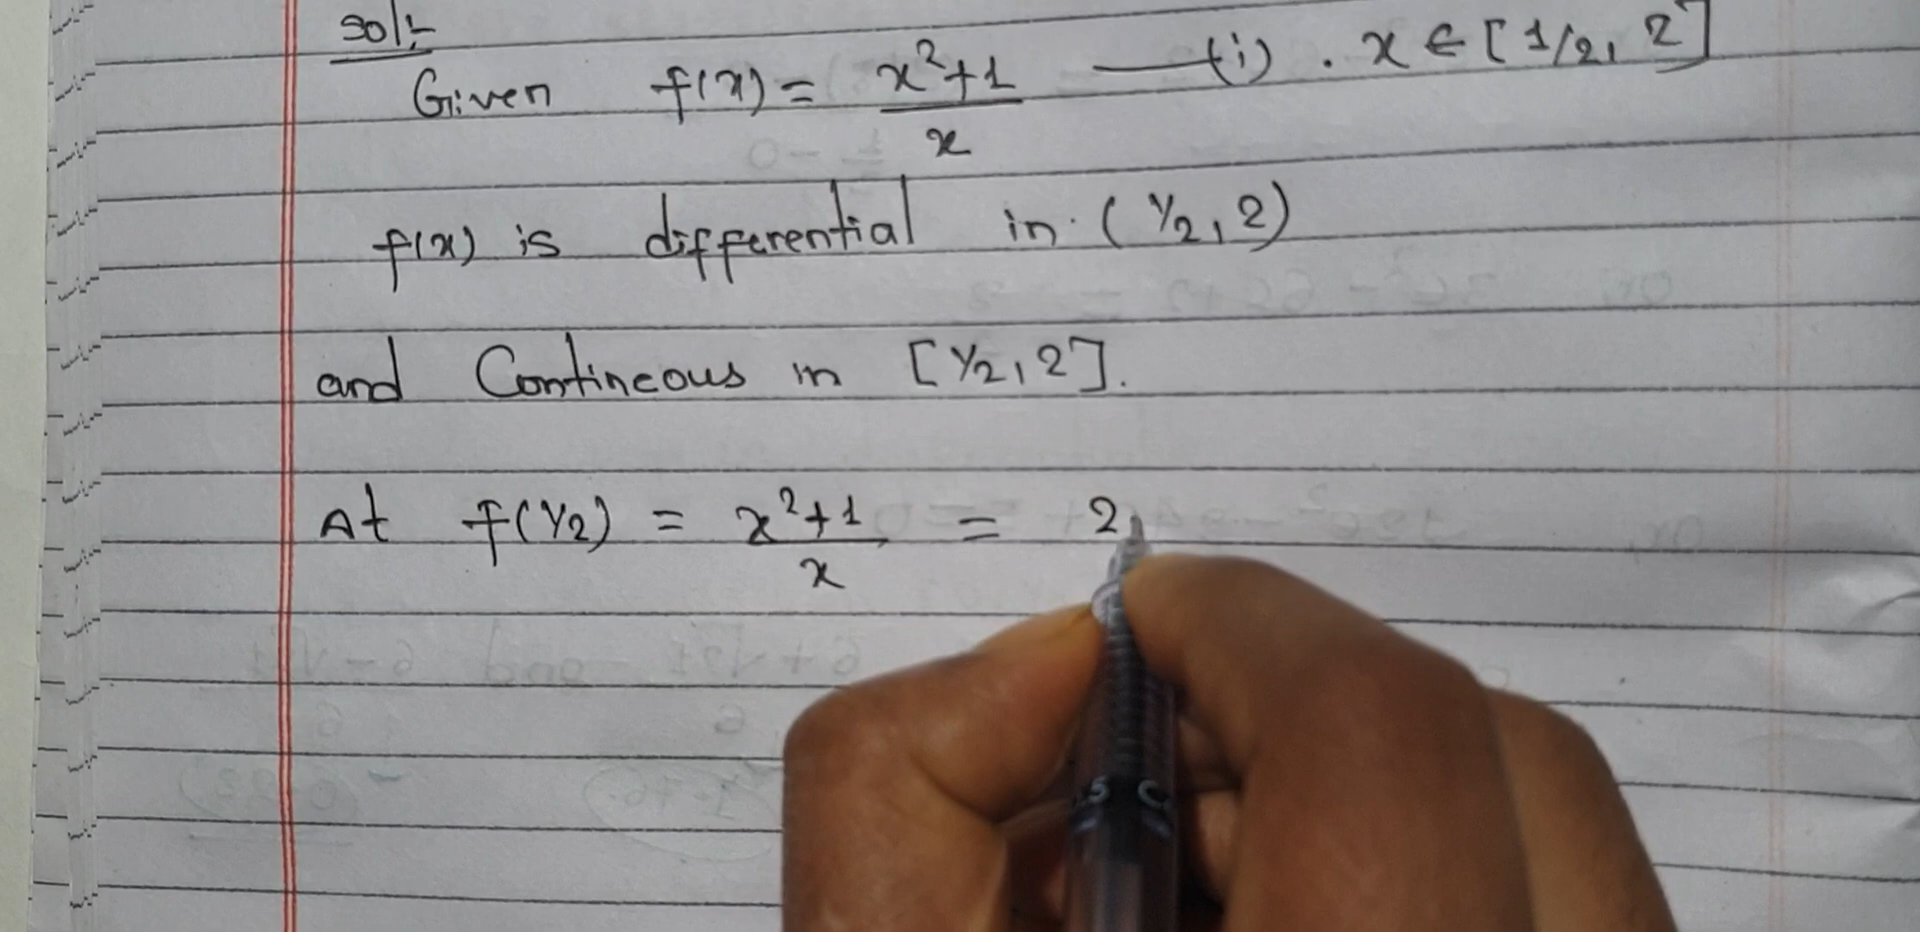 Sol:-
Given f(x) = x²+1 / x —(i) . x ∈ [1/2, 2]
f(x) is differential in (1/2, 2)
and Contineous in [1/2, 2].
At f(1/2) = x²+1 / x = 2